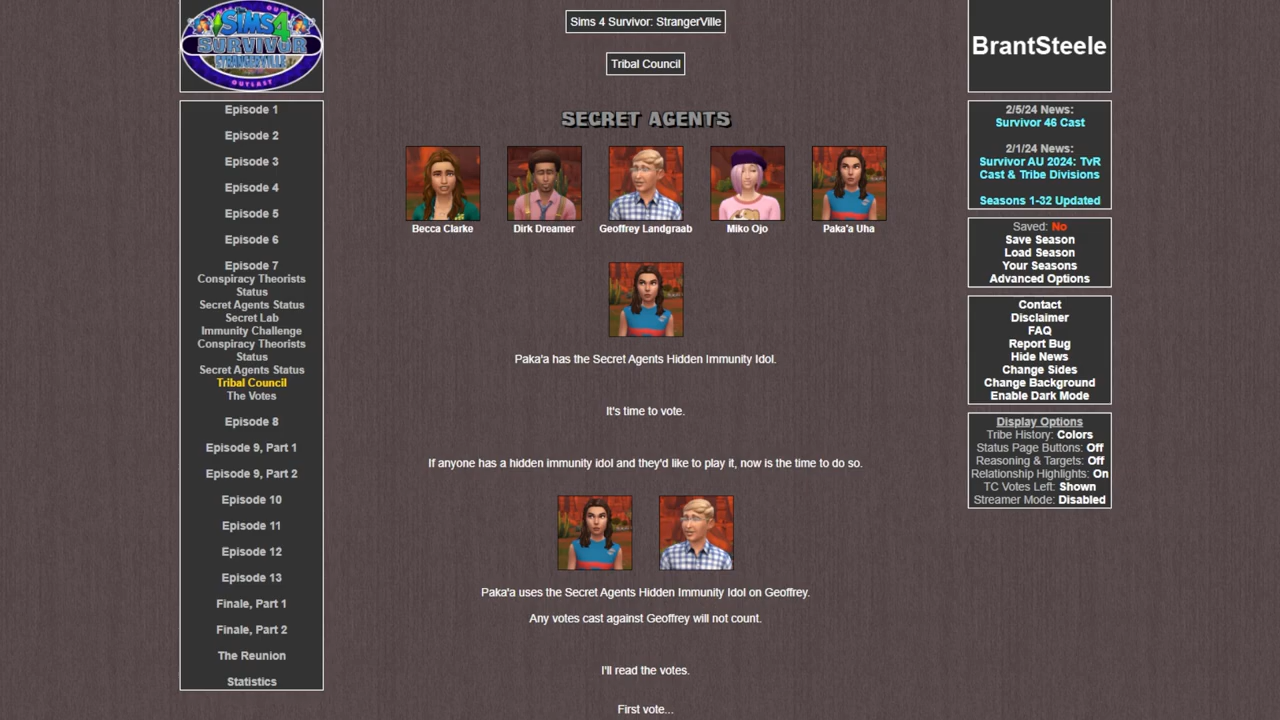 SIMS 4
SURVIVOR
STRANGERVILLE
OUTLAST
Episode 1
Episode 2
Episode 3
Episode 4
Episode 5
Episode 6
Episode 7
Conspiracy Theorists
Status
Secret Agents Status
Secret Lab
Immunity Challenge
Conspiracy Theorists
Status
Secret Agents Status
Tribal Council
The Votes
Episode 8
Episode 9, Part 1
Episode 9, Part 2
Episode 10
Episode 11
Episode 12
Episode 13
Finale, Part 1
Finale, Part 2
The Reunion
Statistics
Sims 4 Survivor: StrangerVille
Tribal Council
SECRET AGENTS
Becca Clarke
Dirk Dreamer
Geoffrey Landgraab
Miko Ojo
Paka'a Uha
Paka'a has the Secret Agents Hidden Immunity Idol.
It's time to vote.
If anyone has a hidden immunity idol and they'd like to play it, now is the time to do so.
Paka'a uses the Secret Agents Hidden Immunity Idol on Geoffrey.
Any votes cast against Geoffrey will not count.
I'll read the votes.
First vote...
BrantSteele
2/5/24 News:
Survivor 46 Cast
2/1/24 News:
Survivor AU 2024: TvR
Cast & Tribe Divisions
Seasons 1-32 Updated
Saved: No
Save Season
Load Season
Your Seasons
Advanced Options
Contact
Disclaimer
FAQ
Report Bug
Hide News
Change Sides
Change Background
Enable Dark Mode
Display Options
Tribe History: Colors
Status Page Buttons: Off
Reasoning & Targets: Off
Relationship Highlights: On
TC Votes Left: Shown
Streamer Mode: Disabled